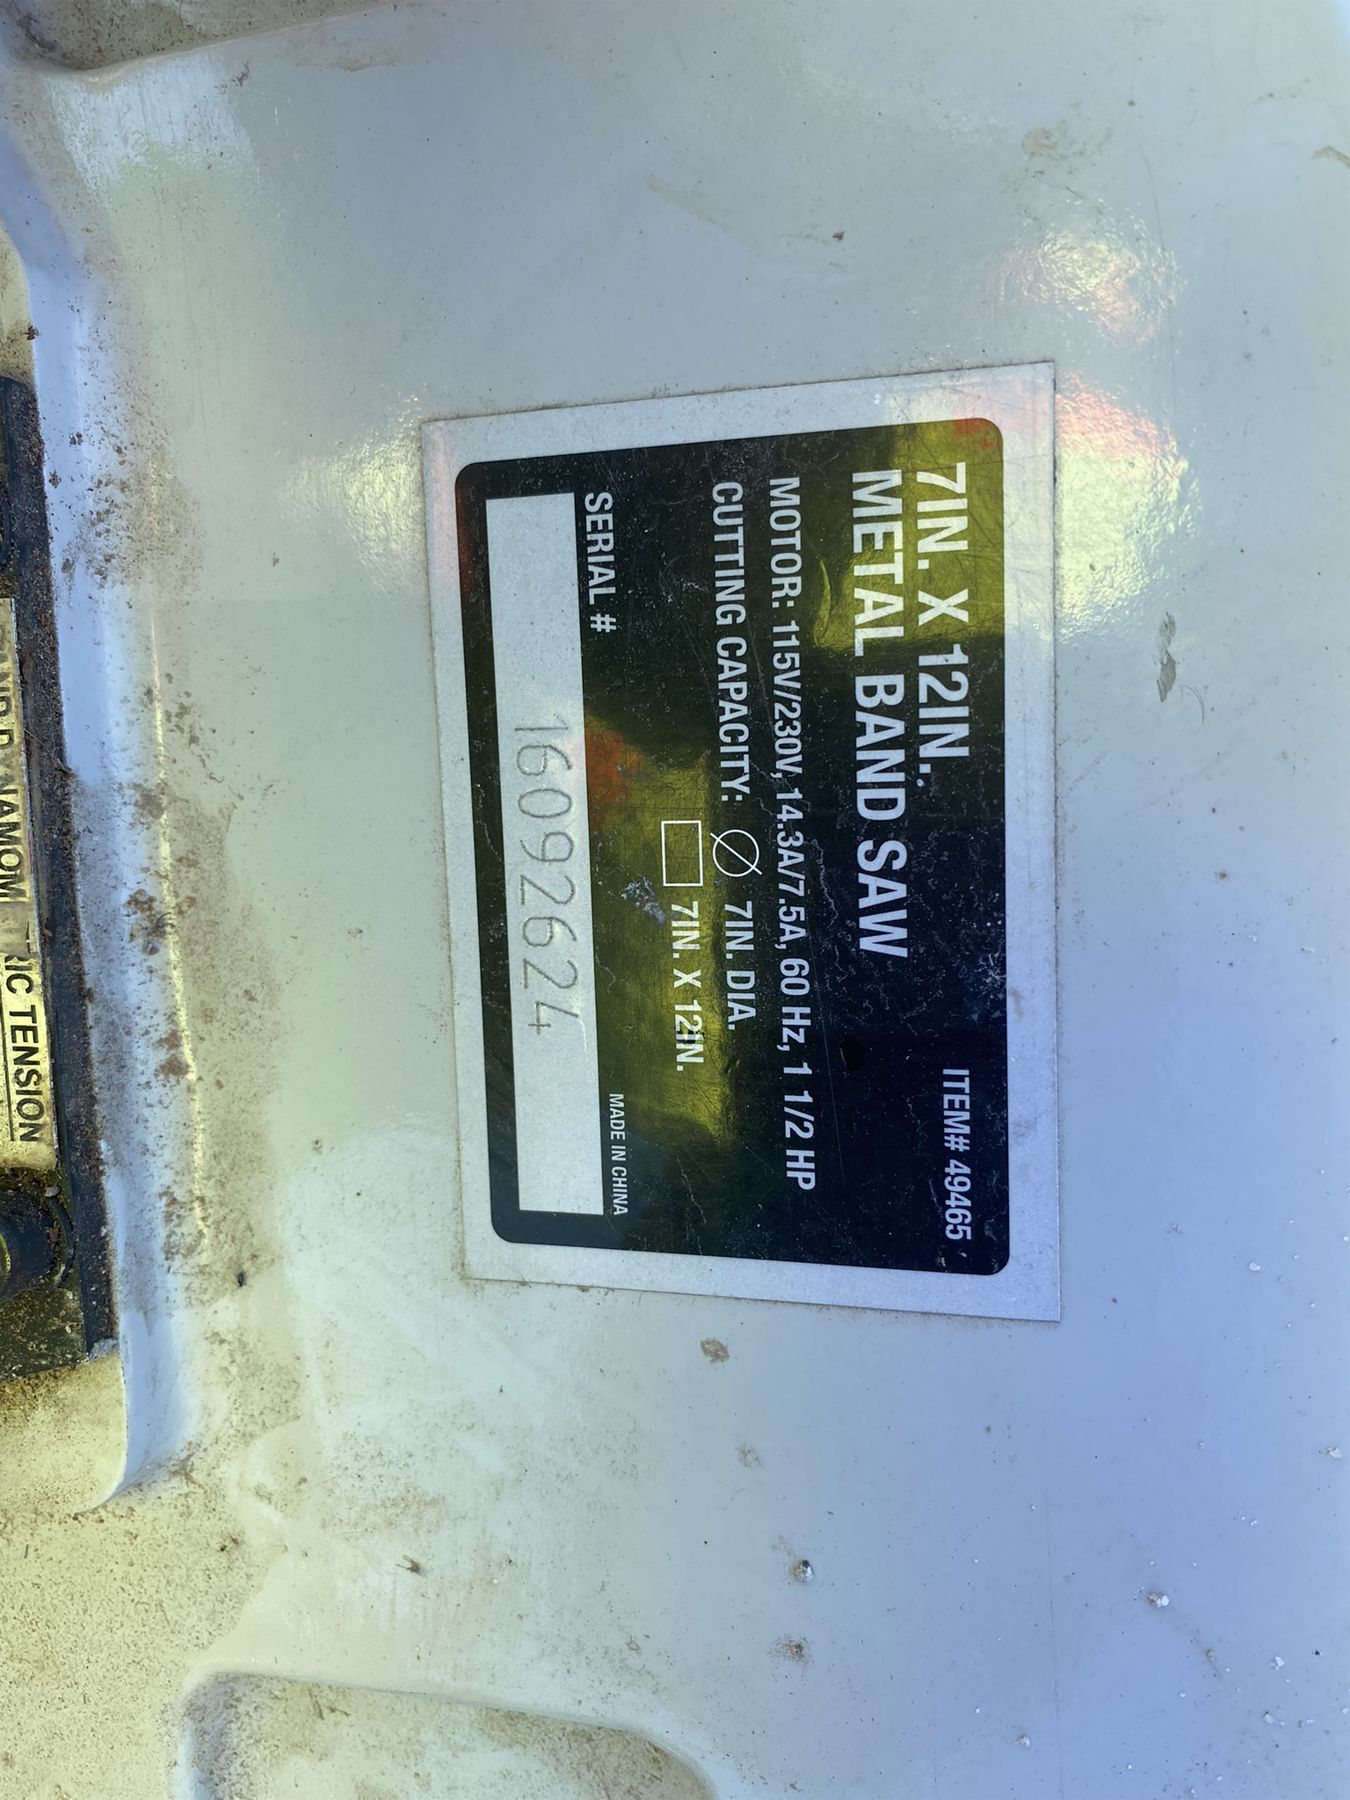 7IN. X 12IN.
METAL BAND SAW
ITEM# 49465
MOTOR: 115V/230V, 14.3A/7.5A, 60 Hz, 1 1/2 HP
CUTTING CAPACITY: 7IN. DIA.
7IN. X 12IN.
SERIAL #
MADE IN CHINA
16092624
TENSION